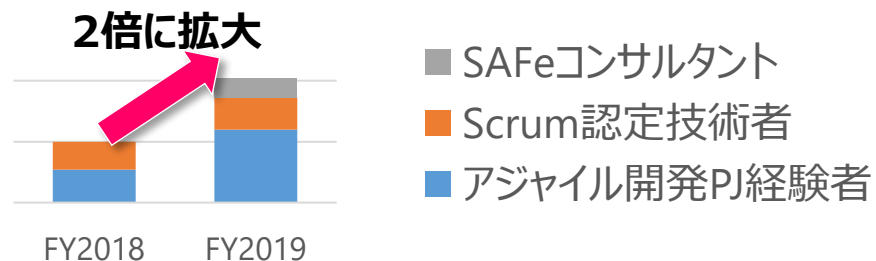 2倍に拡大
SAFeコンサルタント
Scrum認定技術者
アジャイル開発PJ経験者
FY2018
FY2019